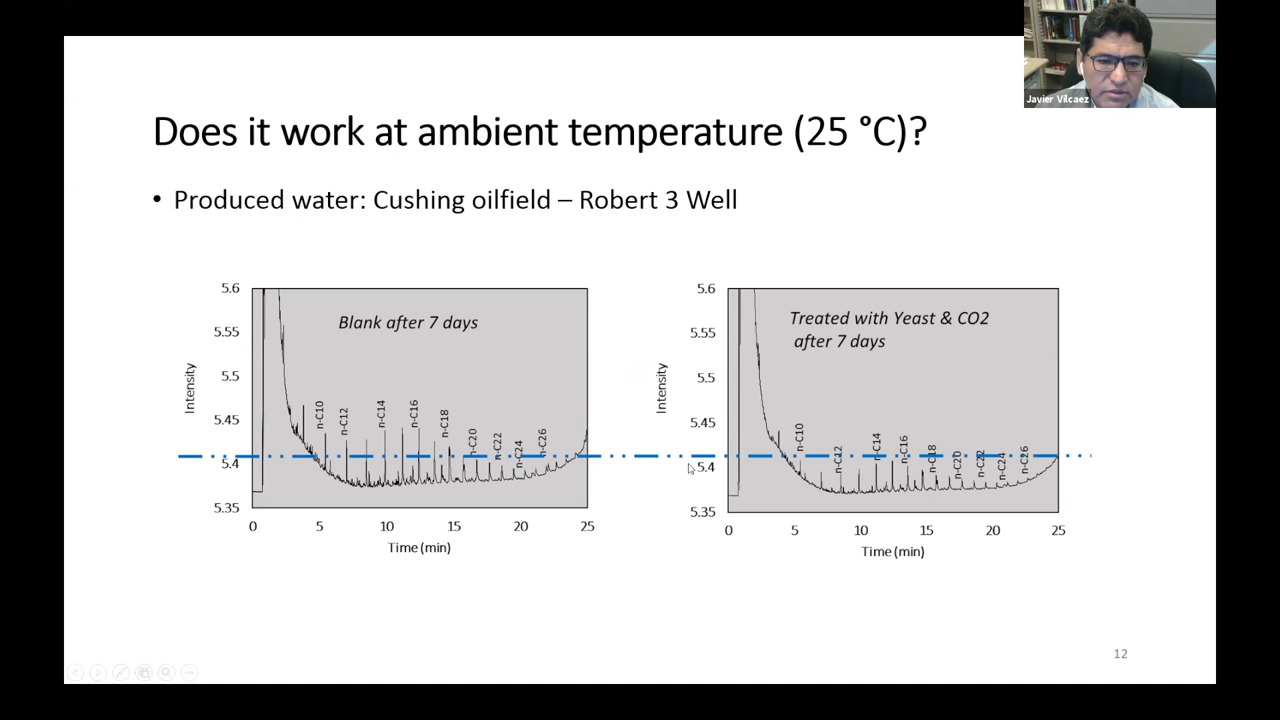 Javier Vilcaez
Does it work at ambient temperature (25 °C)?
• Produced water: Cushing oilfield – Robert 3 Well
5.6
5.55
5.5
5.45
5.4
5.35
Intensity
Blank after 7 days
n-C10
n-C12
n-C14
n-C16
n-C18
n-C20
n-C22
n-C24
n-C26
0 5 10 15 20 25
Time (min)
5.6
5.55
5.5
5.45
5.4
5.35
Intensity
Treated with Yeast & CO2
after 7 days
n-C10
n-C12
n-C14
n-C16
n-C18
n-C20
n-C22
n-C24
n-C26
0 5 10 15 20 25
Time (min)
12